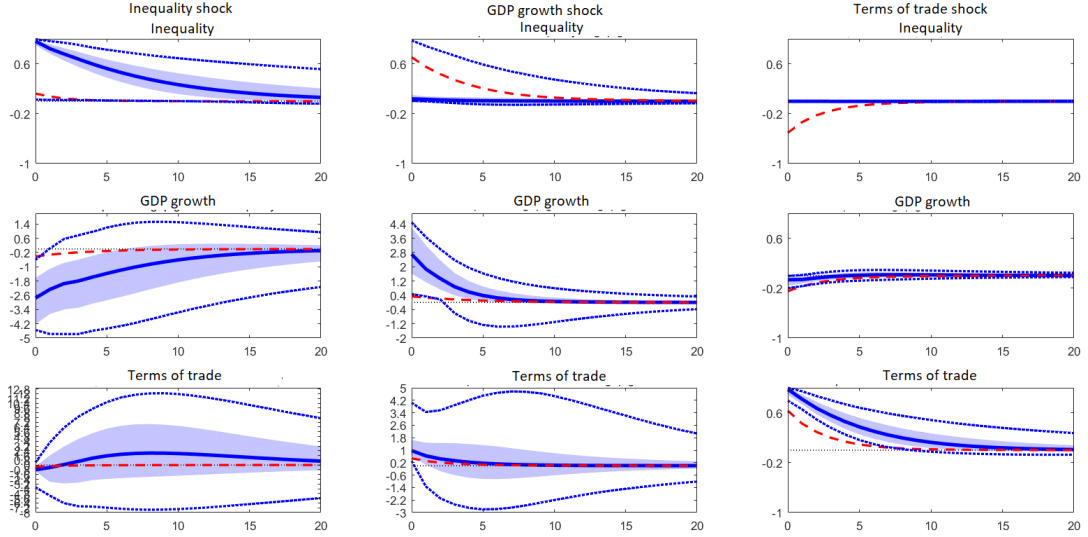 Inequality shock
Inequality
0.6
-0.2
-1
0 5 10 15 20
GDP growth shock
Inequality
0.6
-0.2
-1
0 5 10 15 20
Terms of trade shock
Inequality
0.6
-0.2
-1
0 5 10 15 20
GDP growth
1.4
0.6
-0.2
-1
-1.8
-2.6
-3.4
-4.2
-5
0 5 10 15 20
GDP growth
4.4
3.6
2.8
2
1.2
0.4
-0.4
-1.2
-2
0 5 10 15 20
GDP growth
0.6
-0.2
-1
0 5 10 15 20
Terms of trade
12.8
0 5 10 15 20
Terms of trade
5
4.2
3.4
2.6
1.8
1
0.2
-0.6
-1.4
-2.2
-3
0 5 10 15 20
Terms of trade
0.6
-0.2
-1
0 5 10 15 20